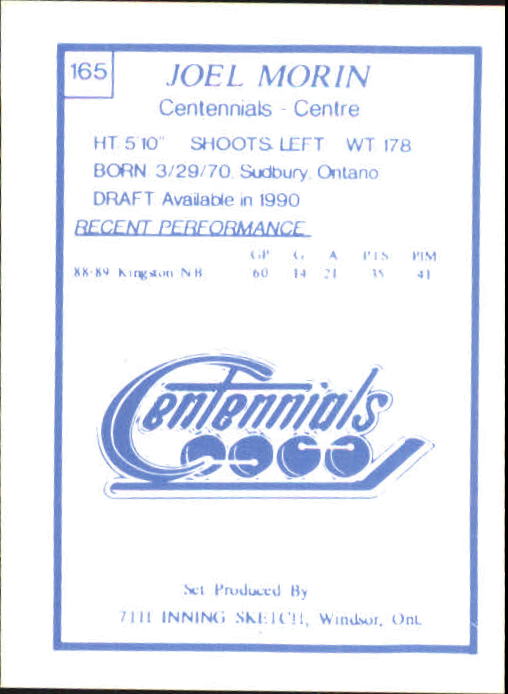 165
JOEL MORIN
Centennials - Centre
HT. 5'10" SHOOTS. LEFT WT 178
BORN 3/29/70, Sudbury, Ontario
DRAFT. Available in 1990
RECENT PERFORMANCE
GP G A PTS PIM
88-89 Kingston NB 60 14 21 35 41
Centennials
Set Produced By
7TH INNING SKETCH, Windsor, Ont.